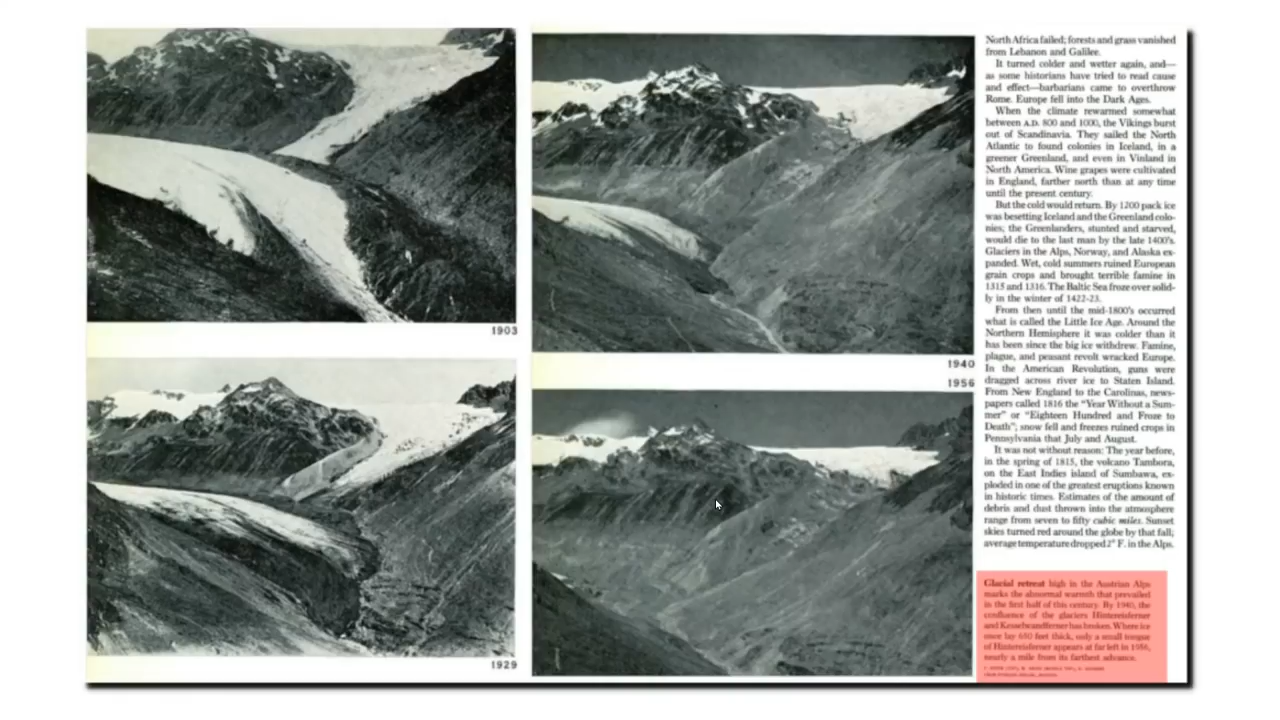 1903
1929
1940
1956
North Africa failed; forests and grass vanished
from Lebanon and Galilee.
It turned colder and wetter again, and—
as some historians have tried to read cause
and effect—barbarians came to overthrow
Rome. Europe fell into the Dark Ages.
When the climate rewarmed somewhat
between A.D. 800 and 1000, the Vikings burst
out of Scandinavia. They sailed the North
Atlantic to found colonies in Iceland, in a
greener Greenland, and even in Vinland in
North America. Wine grapes were cultivated
in England, farther north than at any time
until the present century.
But the cold would return. By 1200 pack ice
was besetting Iceland and the Greenland colo-
nies; the Greenlanders, stunted and starved,
would die to the last man by the late 1400's.
Glaciers in the Alps, Norway, and Alaska ex-
panded. Wet, cold summers ruined European
grain crops and brought terrible famine in
1315 and 1316. The Baltic Sea froze over solid-
ly in the winter of 1422-23.
From then until the mid-1800's occurred
what is called the Little Ice Age. Around the
Northern Hemisphere it was colder than it
has been since the big ice withdrew. Famine,
plague, and peasant revolt wracked Europe.
In the American Revolution, guns were
dragged across river ice to Staten Island.
From New England to the Carolinas, news-
papers called 1816 the "Year Without a Sum-
mer" or "Eighteen Hundred and Froze to
Death"; snow fell and freezes ruined crops in
Pennsylvania that July and August.
It was not without reason: The year before,
in the spring of 1815, the volcano Tambora,
on the East Indies island of Sumbawa, ex-
ploded in one of the greatest eruptions known
in historic times. Estimates of the amount of
debris and dust thrown into the atmosphere
range from seven to fifty cubic miles. Sunset
skies turned red around the globe by that fall;
average temperature dropped 2° F. in the Alps.
Glacial retreat high in the Austrian Alps
marks the abnormal warmth that prevailed
in the first half of this century. By 1940, the
confluence of the glaciers Hintereisferner
and Kesselwandferner has broken. Where ice
once lay 650 feet thick, only a small tongue
of Hintereisferner appears at far left in 1956,
nearly a mile from its farthest advance.